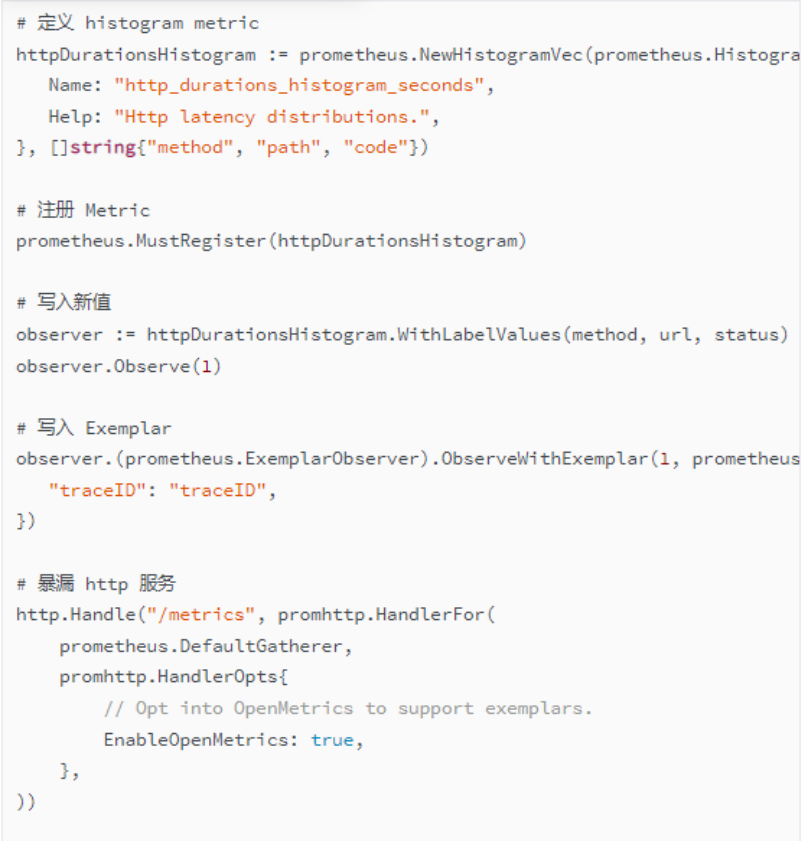 # 定义 histogram metric
httpDurationsHistogram := prometheus.NewHistogramVec(prometheus.Histogra
   Name: "http_durations_histogram_seconds",
   Help: "Http latency distributions.",
}, []string{"method", "path", "code"})

# 注册 Metric
prometheus.MustRegister(httpDurationsHistogram)

# 写入新值
observer := httpDurationsHistogram.WithLabelValues(method, url, status)
observer.Observe(1)

# 写入 Exemplar
observer.(prometheus.ExemplarObserver).ObserveWithExemplar(1, prometheus
   "traceID": "traceID",
})

# 暴漏 http 服务
http.Handle("/metrics", promhttp.HandlerFor(
    prometheus.DefaultGatherer,
    promhttp.HandlerOpts{
        // Opt into OpenMetrics to support exemplars.
        EnableOpenMetrics: true,
    },
))